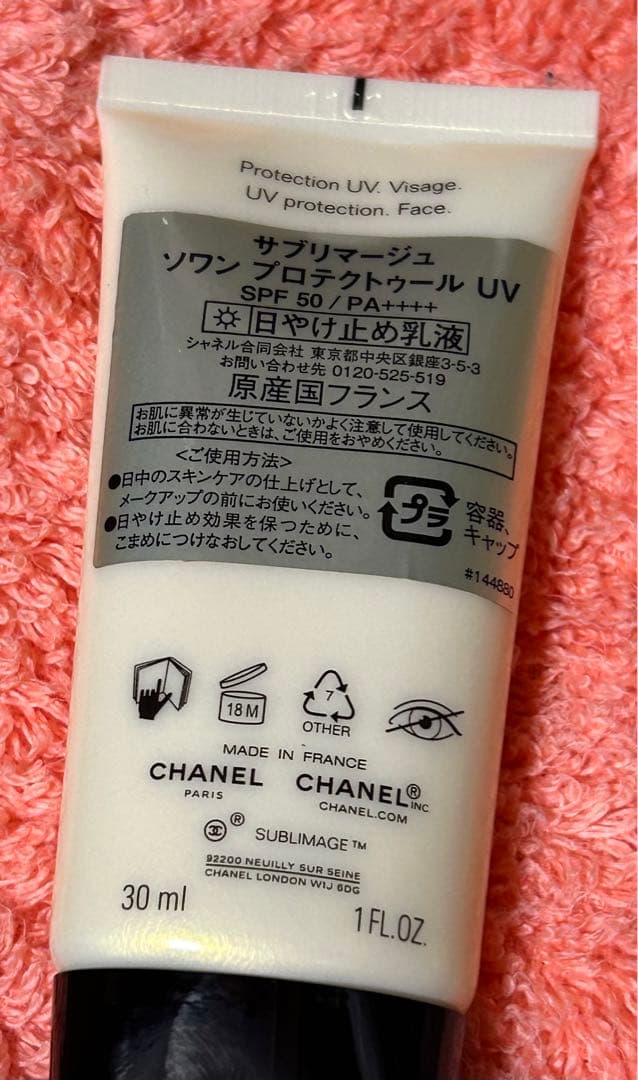 Protection UV. Visage.
UV protection. Face.
サブリマージュ
ソワン プロテクトゥール UV
SPF 50 / PA++++
日やけ止め乳液
シャネル合同会社 東京都中央区銀座3-5-3
お問い合わせ先 0120-525-519
原産国フランス
お肌に異常が生じていないかよく注意して使用してください。
お肌に合わないときは、ご使用をおやめください。
<ご使用方法>
●日中のスキンケアの仕上げとして、
メークアップの前にお使いください。
●日やけ止め効果を保つために、
こまめにつけなおしてください。
プラ
容器、
キャップ
#144880
18 M
7
OTHER
MADE IN FRANCE
CHANEL
PARIS
CHANEL® INC
CHANEL.COM
® SUBLIMAGE™
92200 NEUILLY SUR SEINE
CHANEL LONDON W1J 6DG
30 ml
1 FL.OZ.